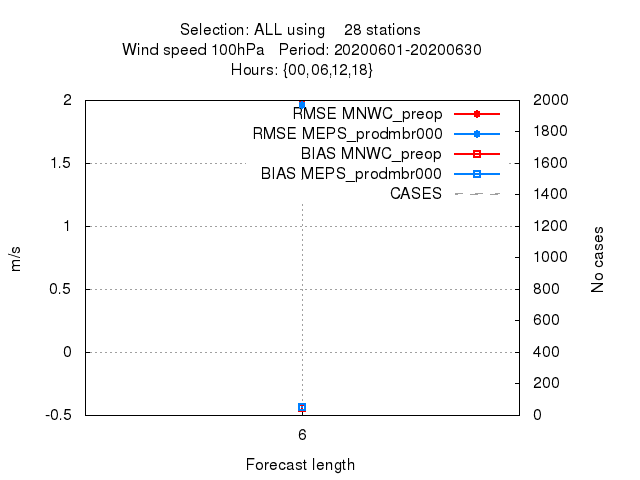 Selection: ALL using    28 stations
Wind speed 100hPa   Period: 20200601-20200630
Hours: {00,06,12,18}
2
1.5
1
0.5
0
-0.5
m/s
2000
1800
1600
1400
1200
1000
800
600
400
200
0
No cases
RMSE MNWC_preop
RMSE MEPS_prodmbr000
BIAS MNWC_preop
BIAS MEPS_prodmbr000
CASES
6
Forecast length